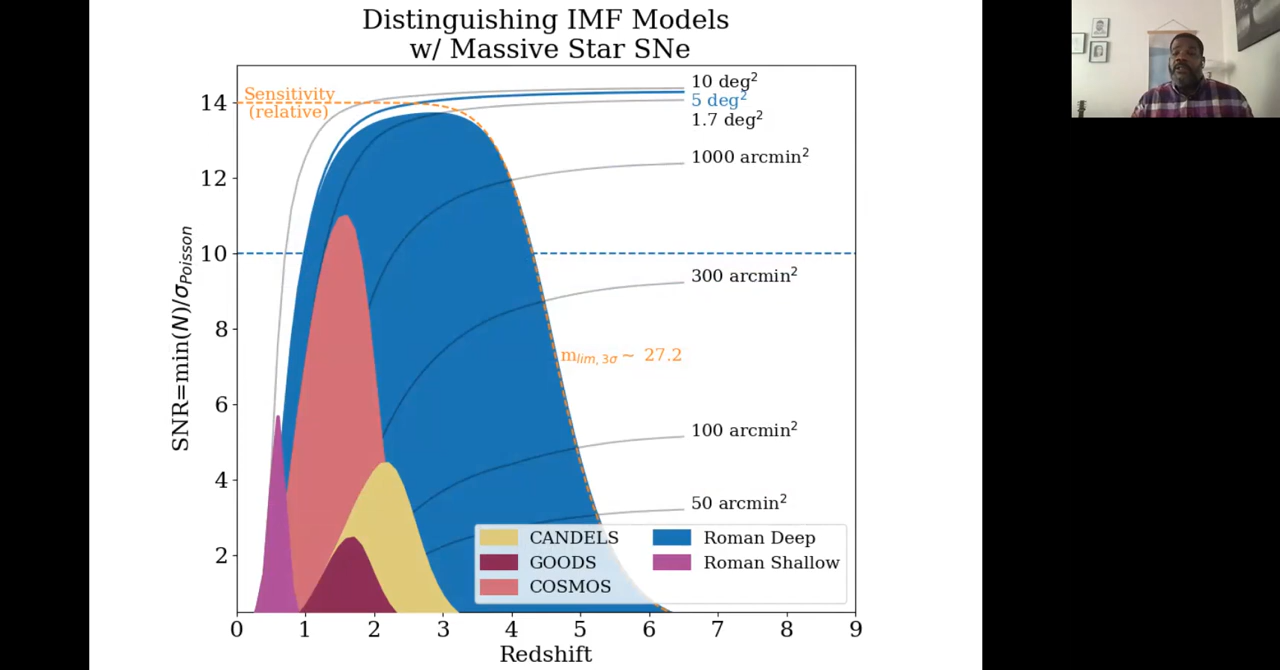 Distinguishing IMF Models
w/ Massive Star SNe
SNR=min(N)/σPoisson
14
12
10
8
6
4
2
Sensitivity
(relative)
10 deg²
5 deg²
1.7 deg²
1000 arcmin²
300 arcmin²
mlim, 3σ ~ 27.2
100 arcmin²
50 arcmin²
CANDELS
GOODS
COSMOS
Roman Deep
Roman Shallow
0 1 2 3 4 5 6 7 8 9
Redshift